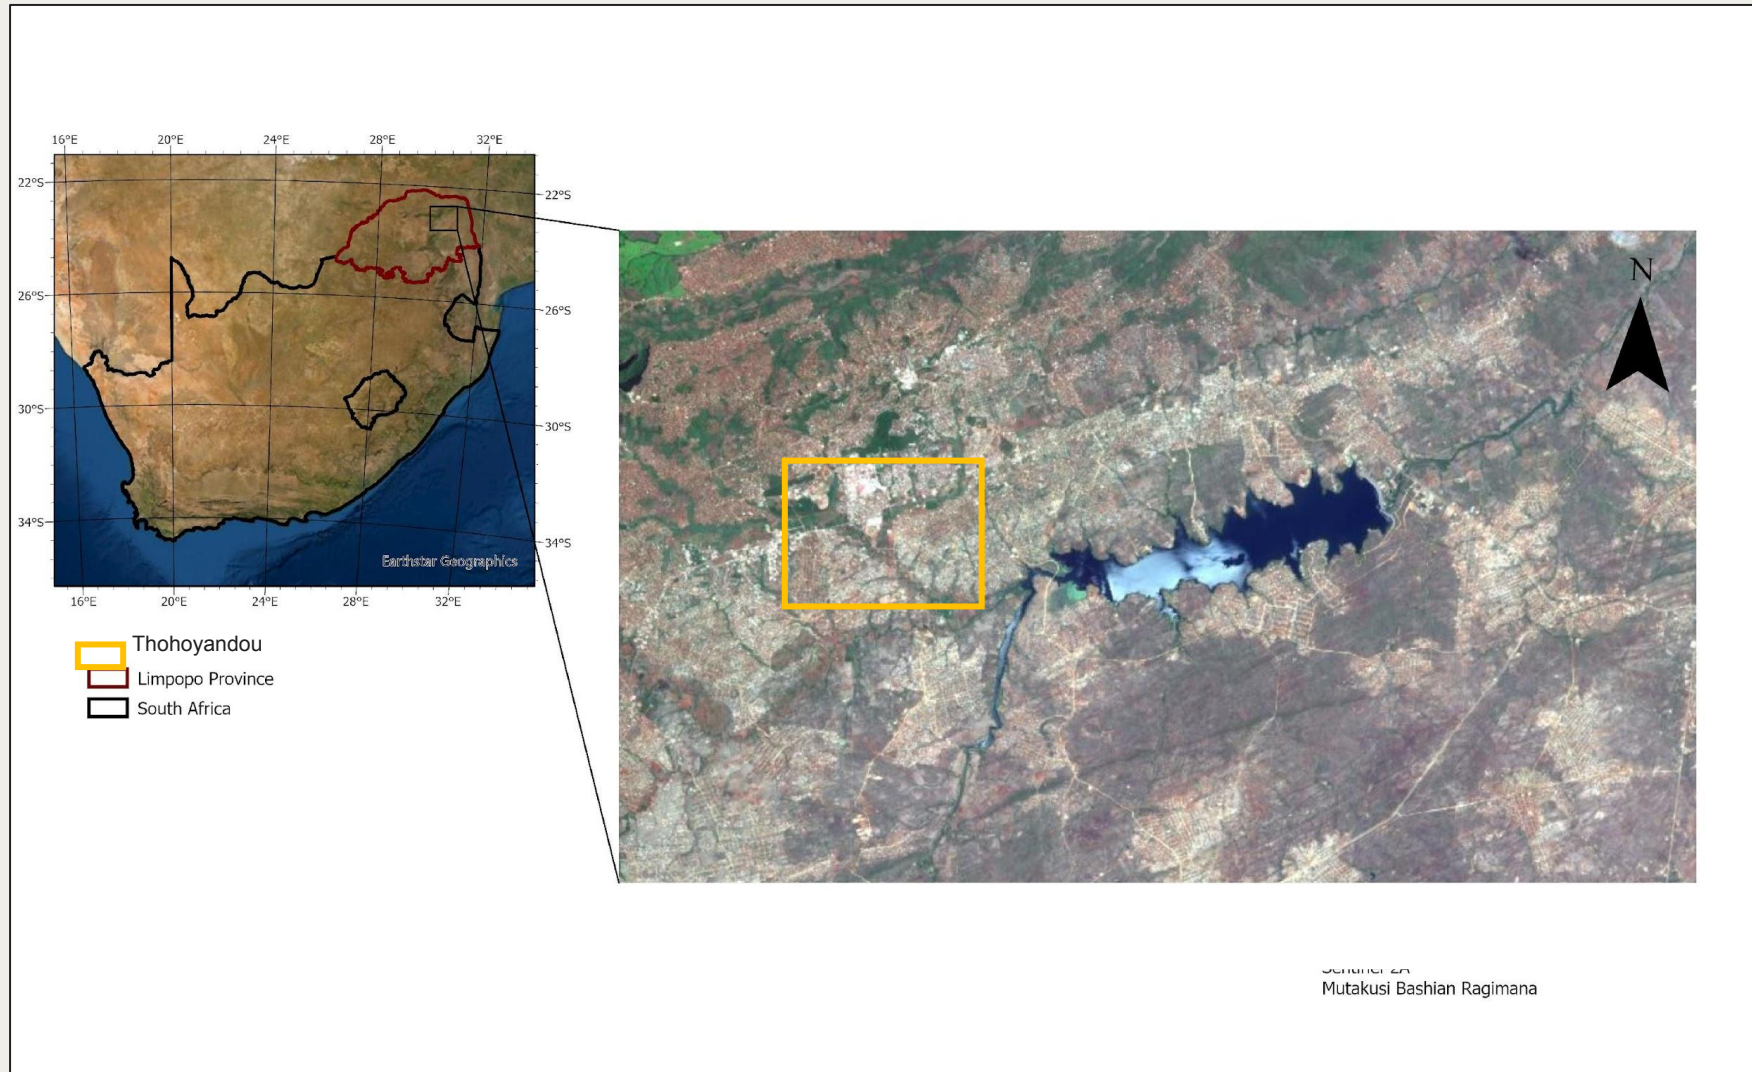 16°E 20°E 24°E 28°E 32°E
22°S 22°S
26°S 26°S
30°S 30°S
34°S 34°S
Earthstar Geographics
16°E 20°E 24°E 28°E 32°E
Thohoyandou
Limpopo Province
South Africa
N
Mutakusi Bashian Ragimana